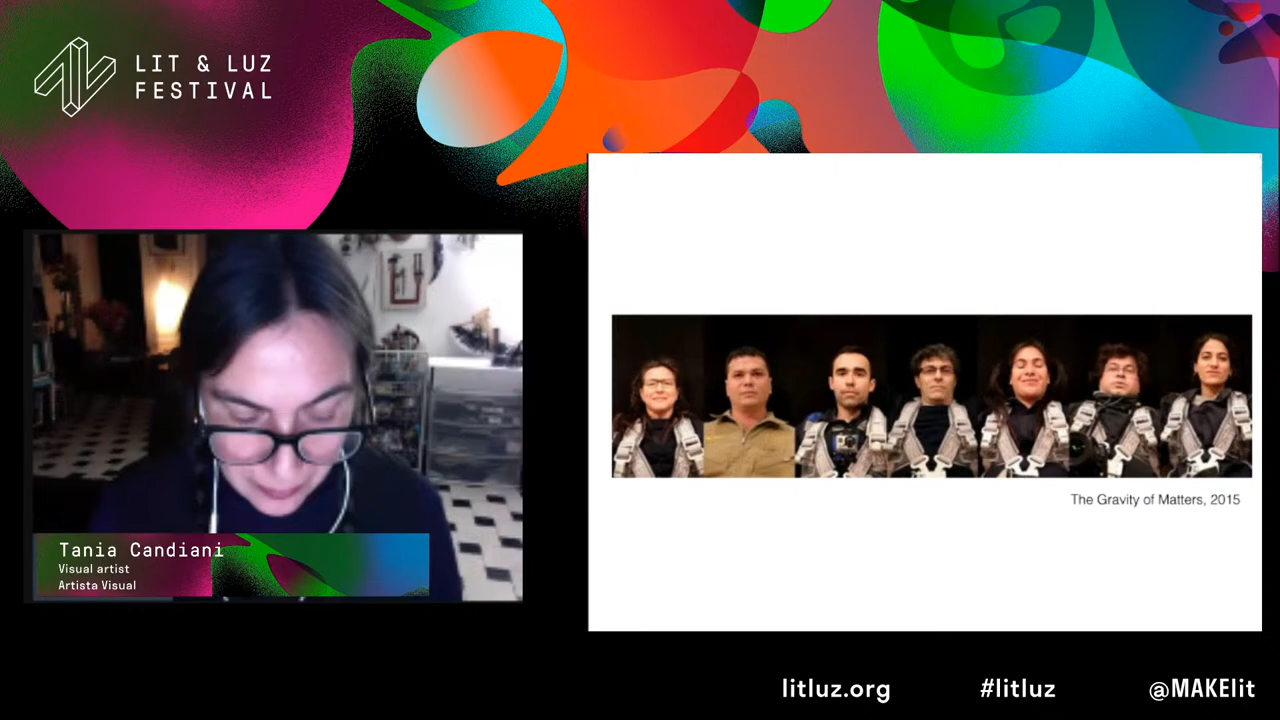 LIT & LUZ
FESTIVAL
Tania Candiani
Visual artist
Artista Visual
The Gravity of Matters, 2015
litluz.org
#litluz
@MAKElit